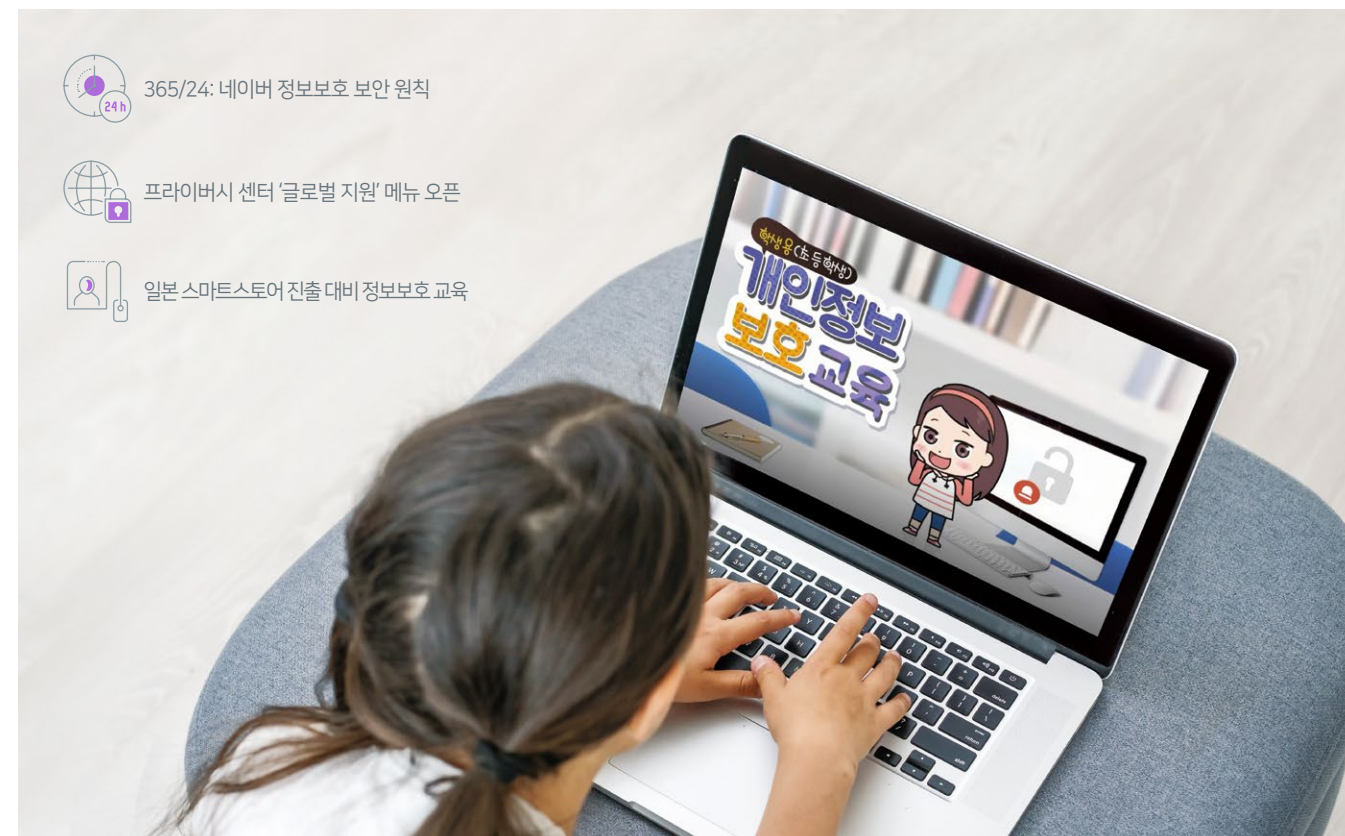 24 h
365/24: 네이버 정보보호 보안 원칙
프라이버시 센터 ‘글로벌 지원’ 메뉴 오픈
일본 스마트스토어 진출 대비 정보보호 교육
학생용(초등학생)
개인정보
보호 교육